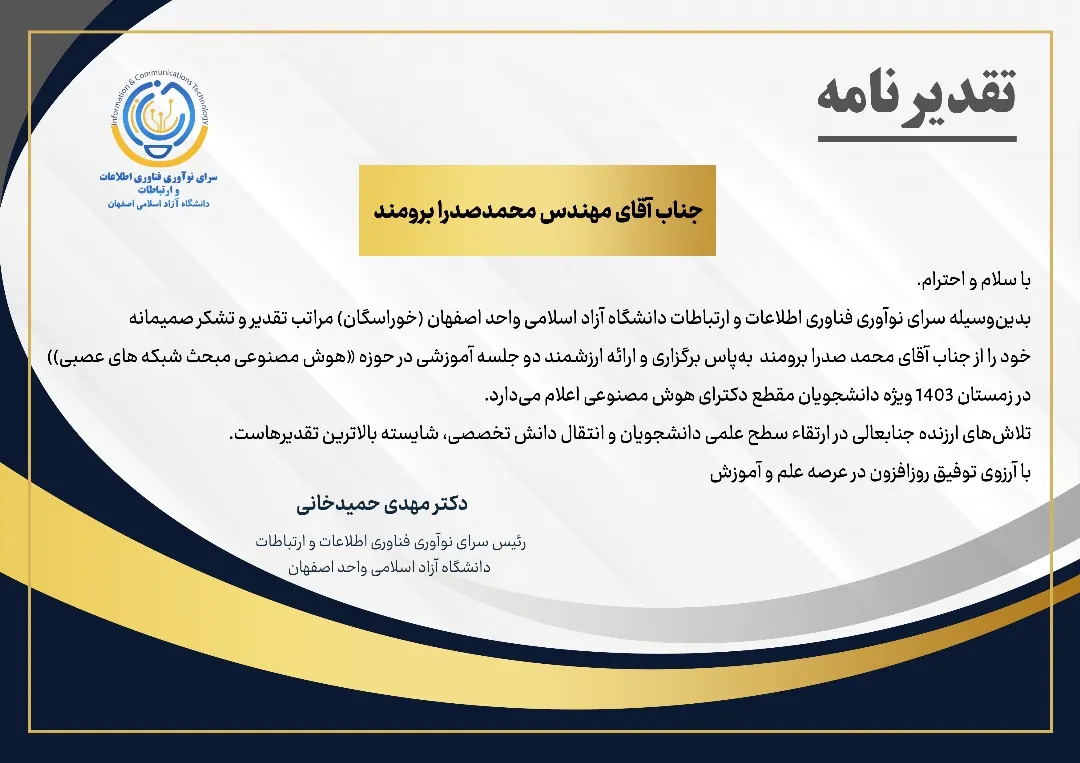 Information & Communications Technology
سرای نوآوری فناوری اطلاعات
و ارتباطات
دانشگاه آزاد اسلامی اصفهان
تقدیرنامه
جناب آقای مهندس محمدصدرا برومند
با سلام و احترام.
بدین‌وسیله سرای نوآوری فناوری اطلاعات و ارتباطات دانشگاه آزاد اسلامی واحد اصفهان (خوراسگان) مراتب تقدیر و تشکر صمیمانه
خود را از جناب آقای محمد صدرا برومند به‌پاس برگزاری و ارائه ارزشمند دو جلسه آموزشی در حوزه ((هوش مصنوعی مبحث شبکه های عصبی))
در زمستان 1403 ویژه دانشجویان مقطع دکترای هوش مصنوعی اعلام می‌دارد.
تلاش‌های ارزنده جنابعالی در ارتقاء سطح علمی دانشجویان و انتقال دانش تخصصی، شایسته بالاترین تقدیرهاست.
با آرزوی توفیق روزافزون در عرصه علم و آموزش
دکتر مهدی حمیدخانی
رئیس سرای نوآوری فناوری اطلاعات و ارتباطات
دانشگاه آزاد اسلامی واحد اصفهان